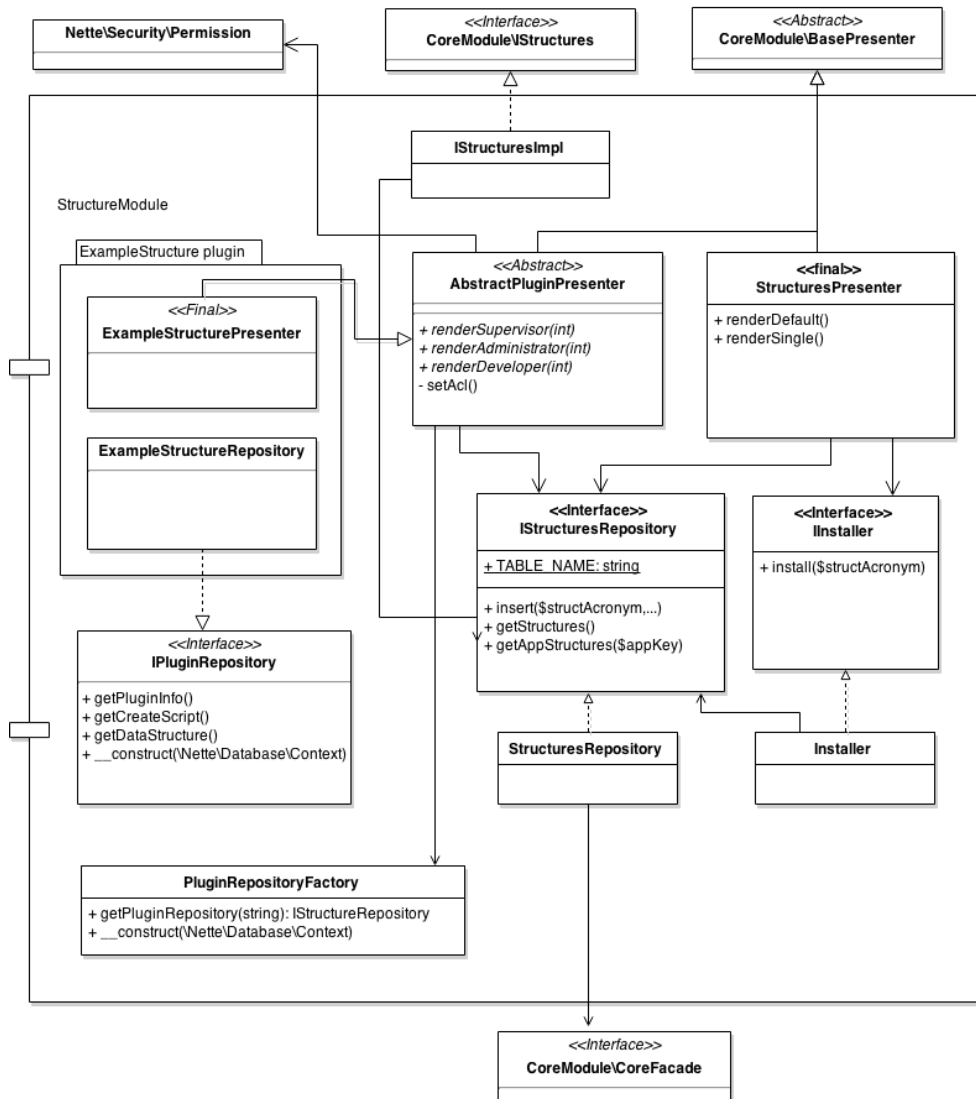 Nette\Security\Permission
<<Interface>>
CoreModule\IStructures
<<Abstract>>
CoreModule\BasePresenter
IStructuresImpl
StructureModule
ExampleStructure plugin
<<Final>>
ExampleStructurePresenter
ExampleStructureRepository
<<Abstract>>
AbstractPluginPresenter
+ renderSupervisor(int)
+ renderAdministrator(int)
+ renderDeveloper(int)
- setAcl()
<<final>>
StructuresPresenter
+ renderDefault()
+ renderSingle()
<<Interface>>
IStructuresRepository
+ TABLE_NAME: string
+ insert($structAcronym,...)
+ getStructures()
+ getAppStructures($appKey)
<<Interface>>
IInstaller
+ install($structAcronym)
<<Interface>>
IPluginRepository
+ getPluginInfo()
+ getCreateScript()
+ getDataStructure()
+ __construct(\Nette\Database\Context)
StructuresRepository
Installer
PluginRepositoryFactory
+ getPluginRepository(string): IStructureRepository
+ __construct(\Nette\Database\Context)
<<Interface>>
CoreModule\CoreFacade